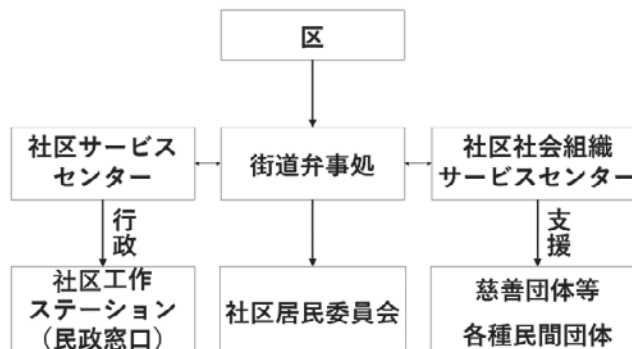 区
社区サービス
センター
街道弁事処
社区社会組織
サービスセンター
行政
支援
社区工作
ステーション
（民政窓口）
社区居民委員会
慈善団体等
各種民間団体